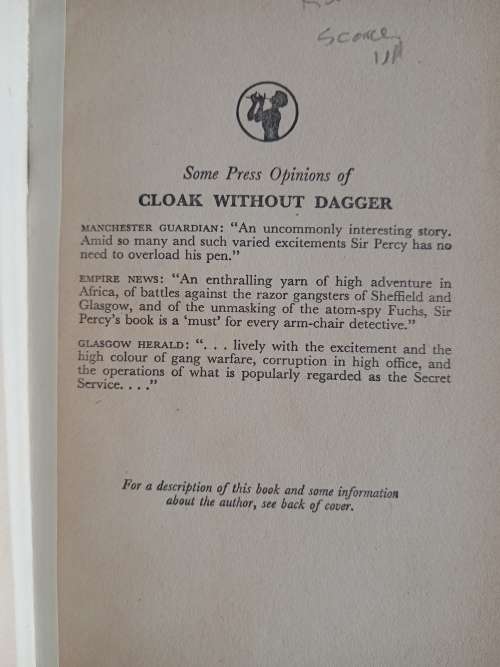 Some Press Opinions of
CLOAK WITHOUT DAGGER
MANCHESTER GUARDIAN: "An uncommonly interesting story.
Amid so many and such varied excitements Sir Percy has no
need to overload his pen."
EMPIRE NEWS: "An enthralling yarn of high adventure in
Africa, of battles against the razor gangsters of Sheffield and
Glasgow, and of the unmasking of the atom-spy Fuchs, Sir
Percy's book is a 'must' for every arm-chair detective."
GLASGOW HERALD: ". . . lively with the excitement and the
high colour of gang warfare, corruption in high office, and
the operations of what is popularly regarded as the Secret
Service. . . ."
For a description of this book and some information
about the author, see back of cover.